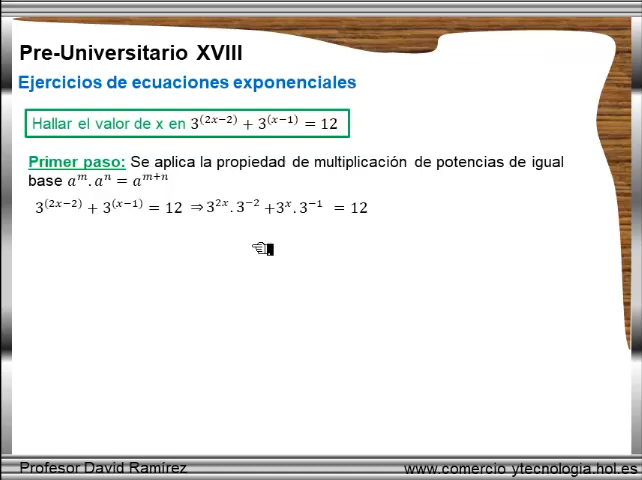 Pre-Universitario XVIII
Ejercicios de ecuaciones exponenciales
Hallar el valor de x en 3^(2x−2) + 3^(x−1) = 12
Primer paso: Se aplica la propiedad de multiplicación de potencias de igual
base a^m . a^n = a^(m+n)
3^(2x−2) + 3^(x−1) = 12 ⇒ 3^2x . 3^−2 + 3^x . 3^−1 = 12
Profesor David Ramírez
www.comercio ytecnologia.hol.es